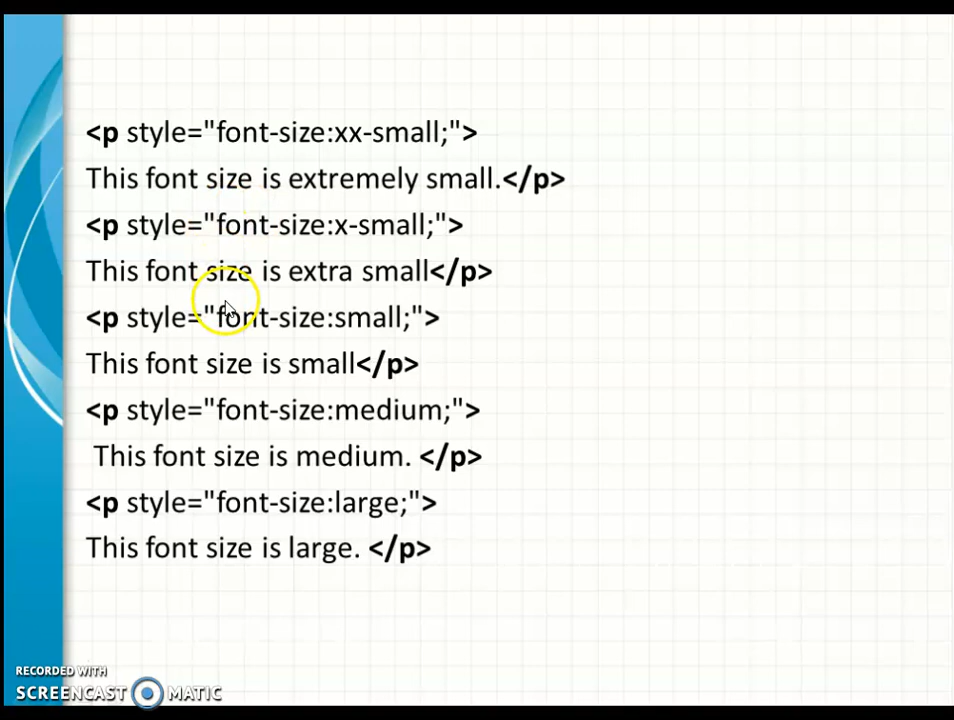 <p style="font-size:xx-small;">
This font size is extremely small.</p>
<p style="font-size:x-small;">
This font size is extra small</p>
<p style="font-size:small;">
This font size is small</p>
<p style="font-size:medium;">
This font size is medium. </p>
<p style="font-size:large;">
This font size is large. </p>
RECORDED WITH
SCREENCAST MATIC